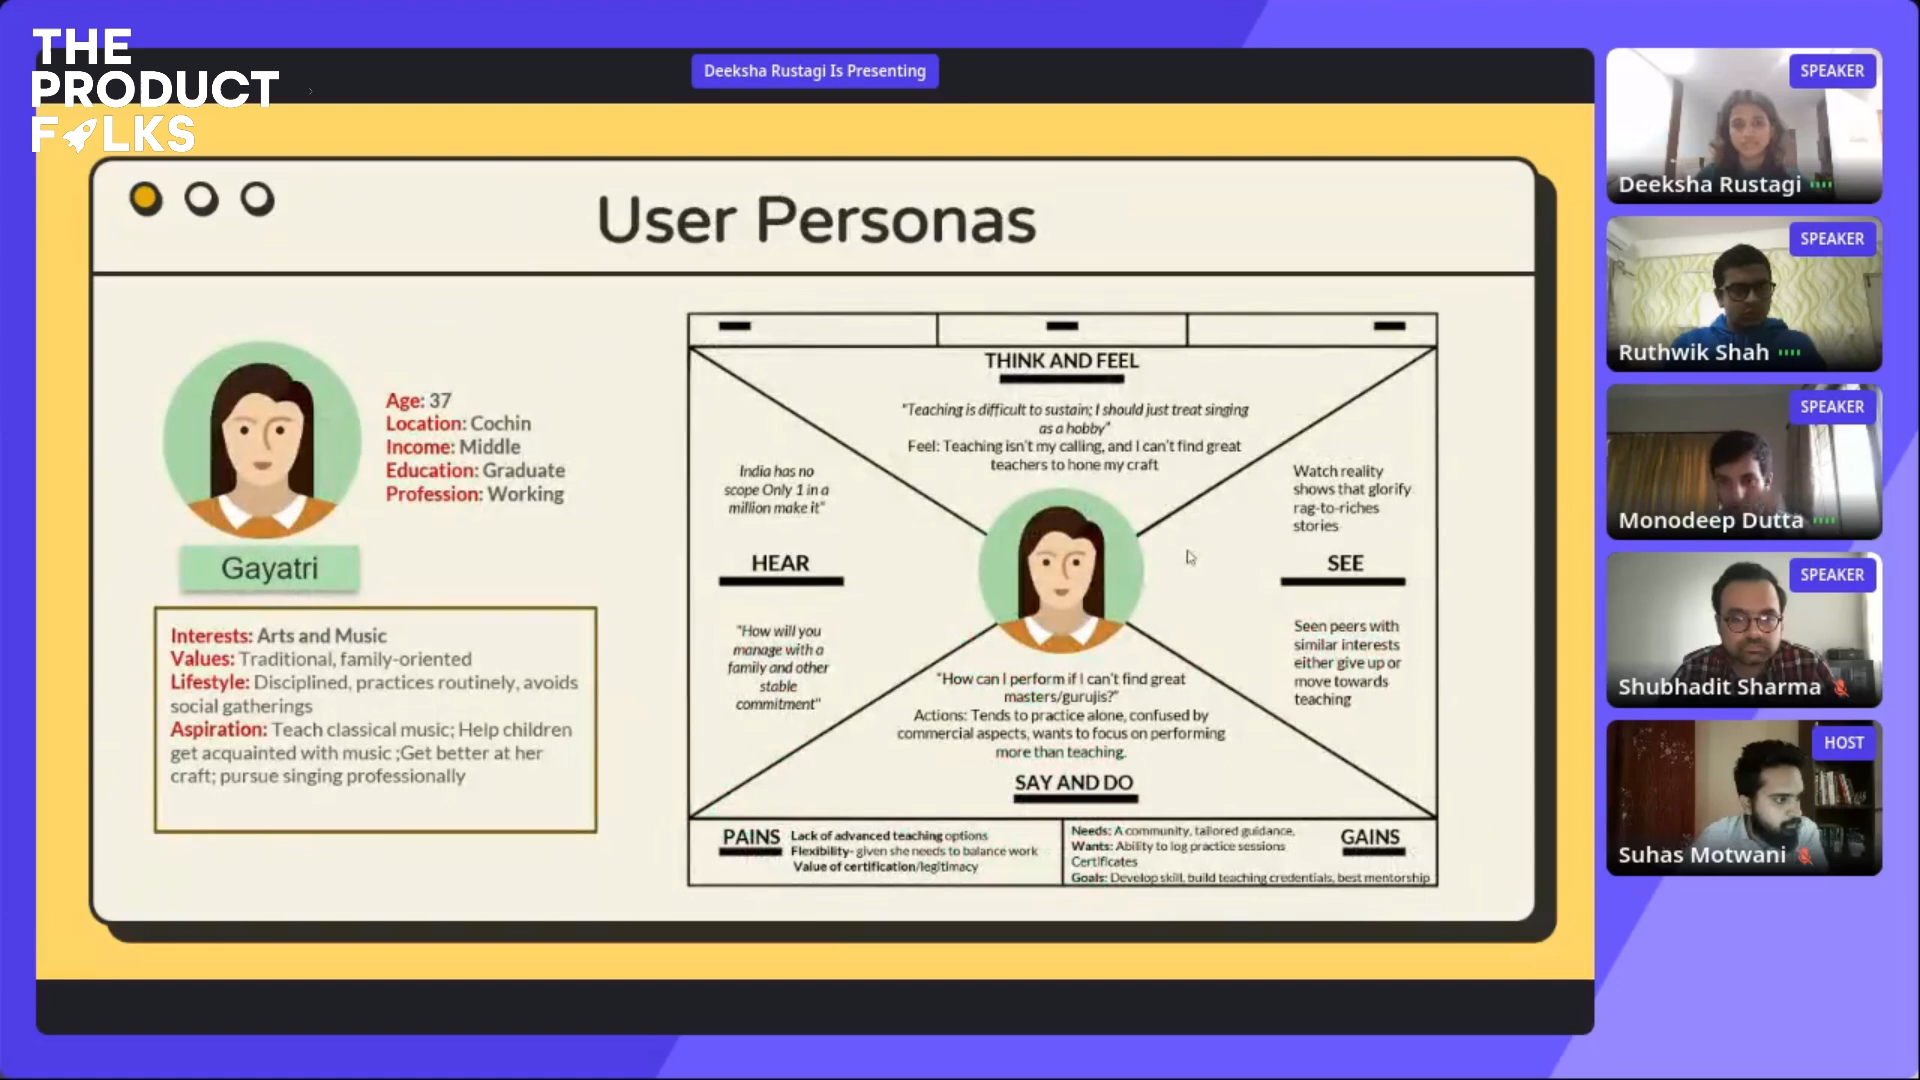 THE
PRODUCT
FOLKS
Deeksha Rustagi Is Presenting
User Personas
Age: 37
Location: Cochin
Income: Middle
Education: Graduate
Profession: Working
Gayatri
Interests: Arts and Music
Values: Traditional, family-oriented
Lifestyle: Disciplined, practices routinely, avoids
social gatherings
Aspiration: Teach classical music; Help children
get acquainted with music ;Get better at her
craft; pursue singing professionally
THINK AND FEEL
"Teaching is difficult to sustain; I should just treat singing
as a hobby"
Feel: Teaching isn't my calling, and I can't find great
teachers to hone my craft
India has no
scope Only 1 in a
million make it"
HEAR
"How will you
manage with a
family and other
stable
commitment"
Watch reality
shows that glorify
rag-to-riches
stories
SEE
Seen peers with
similar interests
either give up or
move towards
teaching
"How can I perform if I can't find great
masters/gurujis?"
Actions: Tends to practice alone, confused by
commercial aspects, wants to focus on performing
more than teaching.
SAY AND DO
PAINS
Lack of advanced teaching options
Flexibility- given she needs to balance work
Value of certification/legitimacy
Needs: A community, tailored guidance,
Wants: Ability to log practice sessions
Certificates
Goals: Develop skill, build teaching credentials, best mentorship
GAINS
SPEAKER
Deeksha Rustagi
SPEAKER
Ruthwik Shah
SPEAKER
Monodeep Dutta
SPEAKER
Shubhadit Sharma
HOST
Suhas Motwani